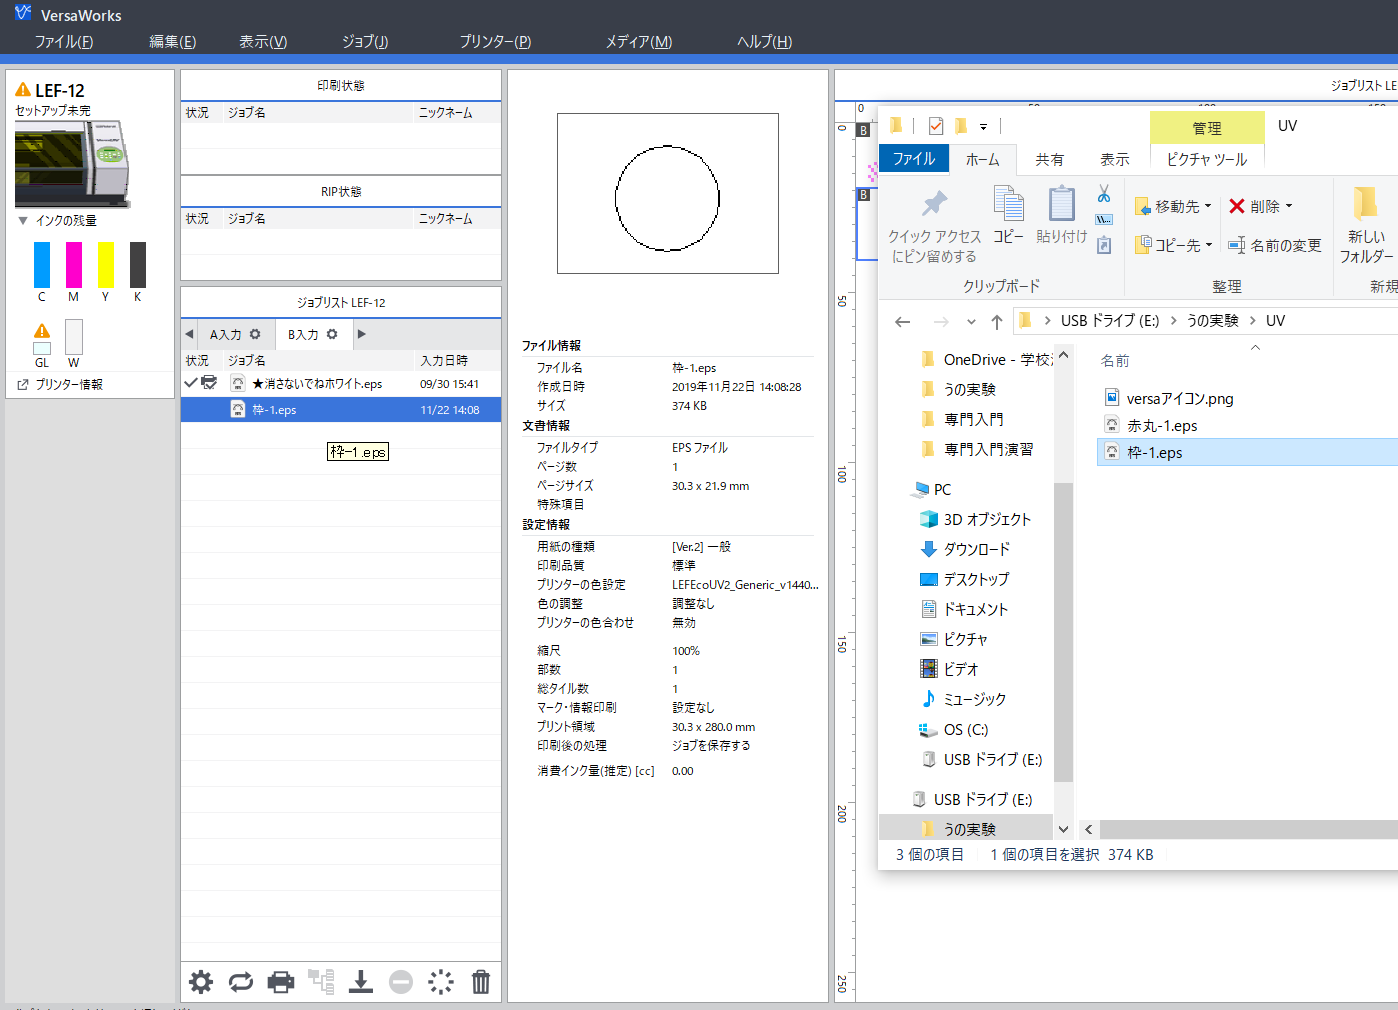 VersaWorks
ファイル(F) 編集(E) 表示(V) ジョブ(J) プリンター(P) メディア(M) ヘルプ(H)
LEF-12
セットアップ未完
インクの残量
C M Y K
GL W
プリンター情報
印刷状態
状況 ジョブ名 ニックネーム
RIP状態
状況 ジョブ名 ニックネーム
ジョブリスト LEF-12
A入力 B入力
状況 ジョブ名 入力日時
★消さないでねホワイト.eps 09/30 15:41
枠-1.eps 11/22 14:08
枠-1.eps
ファイル情報
ファイル名 枠-1.eps
作成日時 2019年11月22日 14:08:28
サイズ 374 KB
文書情報
ファイルタイプ EPS ファイル
ページ数 1
ページサイズ 30.3 x 21.9 mm
特殊項目
設定情報
用紙の種類 [Ver.2] 一般
印刷品質 標準
プリンターの色設定 LEFEcoUV2_Generic_v1440...
色の調整 調整なし
プリンターの色合わせ 無効
縮尺 100%
部数 1
総タイル数 1
マーク・情報印刷 設定なし
プリント領域 30.3 x 280.0 mm
印刷後の処理 ジョブを保存する
消費インク量(推定) [cc] 0.00
ジョブリスト LE
0
0
B
B
50
100
150
200
250
管理 UV
ファイル ホーム 共有 表示 ピクチャ ツール
クイック アクセス
にピン留めする
コピー
貼り付け
移動先
コピー先
削除
名前の変更
新しい
フォルダー
クリップボード 整理 新規
USB ドライブ (E:) うの実験 UV
OneDrive - 学校
うの実験
専門入門
専門入門演習
PC
3D オブジェクト
ダウンロード
デスクトップ
ドキュメント
ピクチャ
ビデオ
ミュージック
OS (C:)
USB ドライブ (E:)
USB ドライブ (E:)
うの実験
名前
versaアイコン.png
赤丸-1.eps
枠-1.eps
3 個の項目 1 個の項目を選択 374 KB